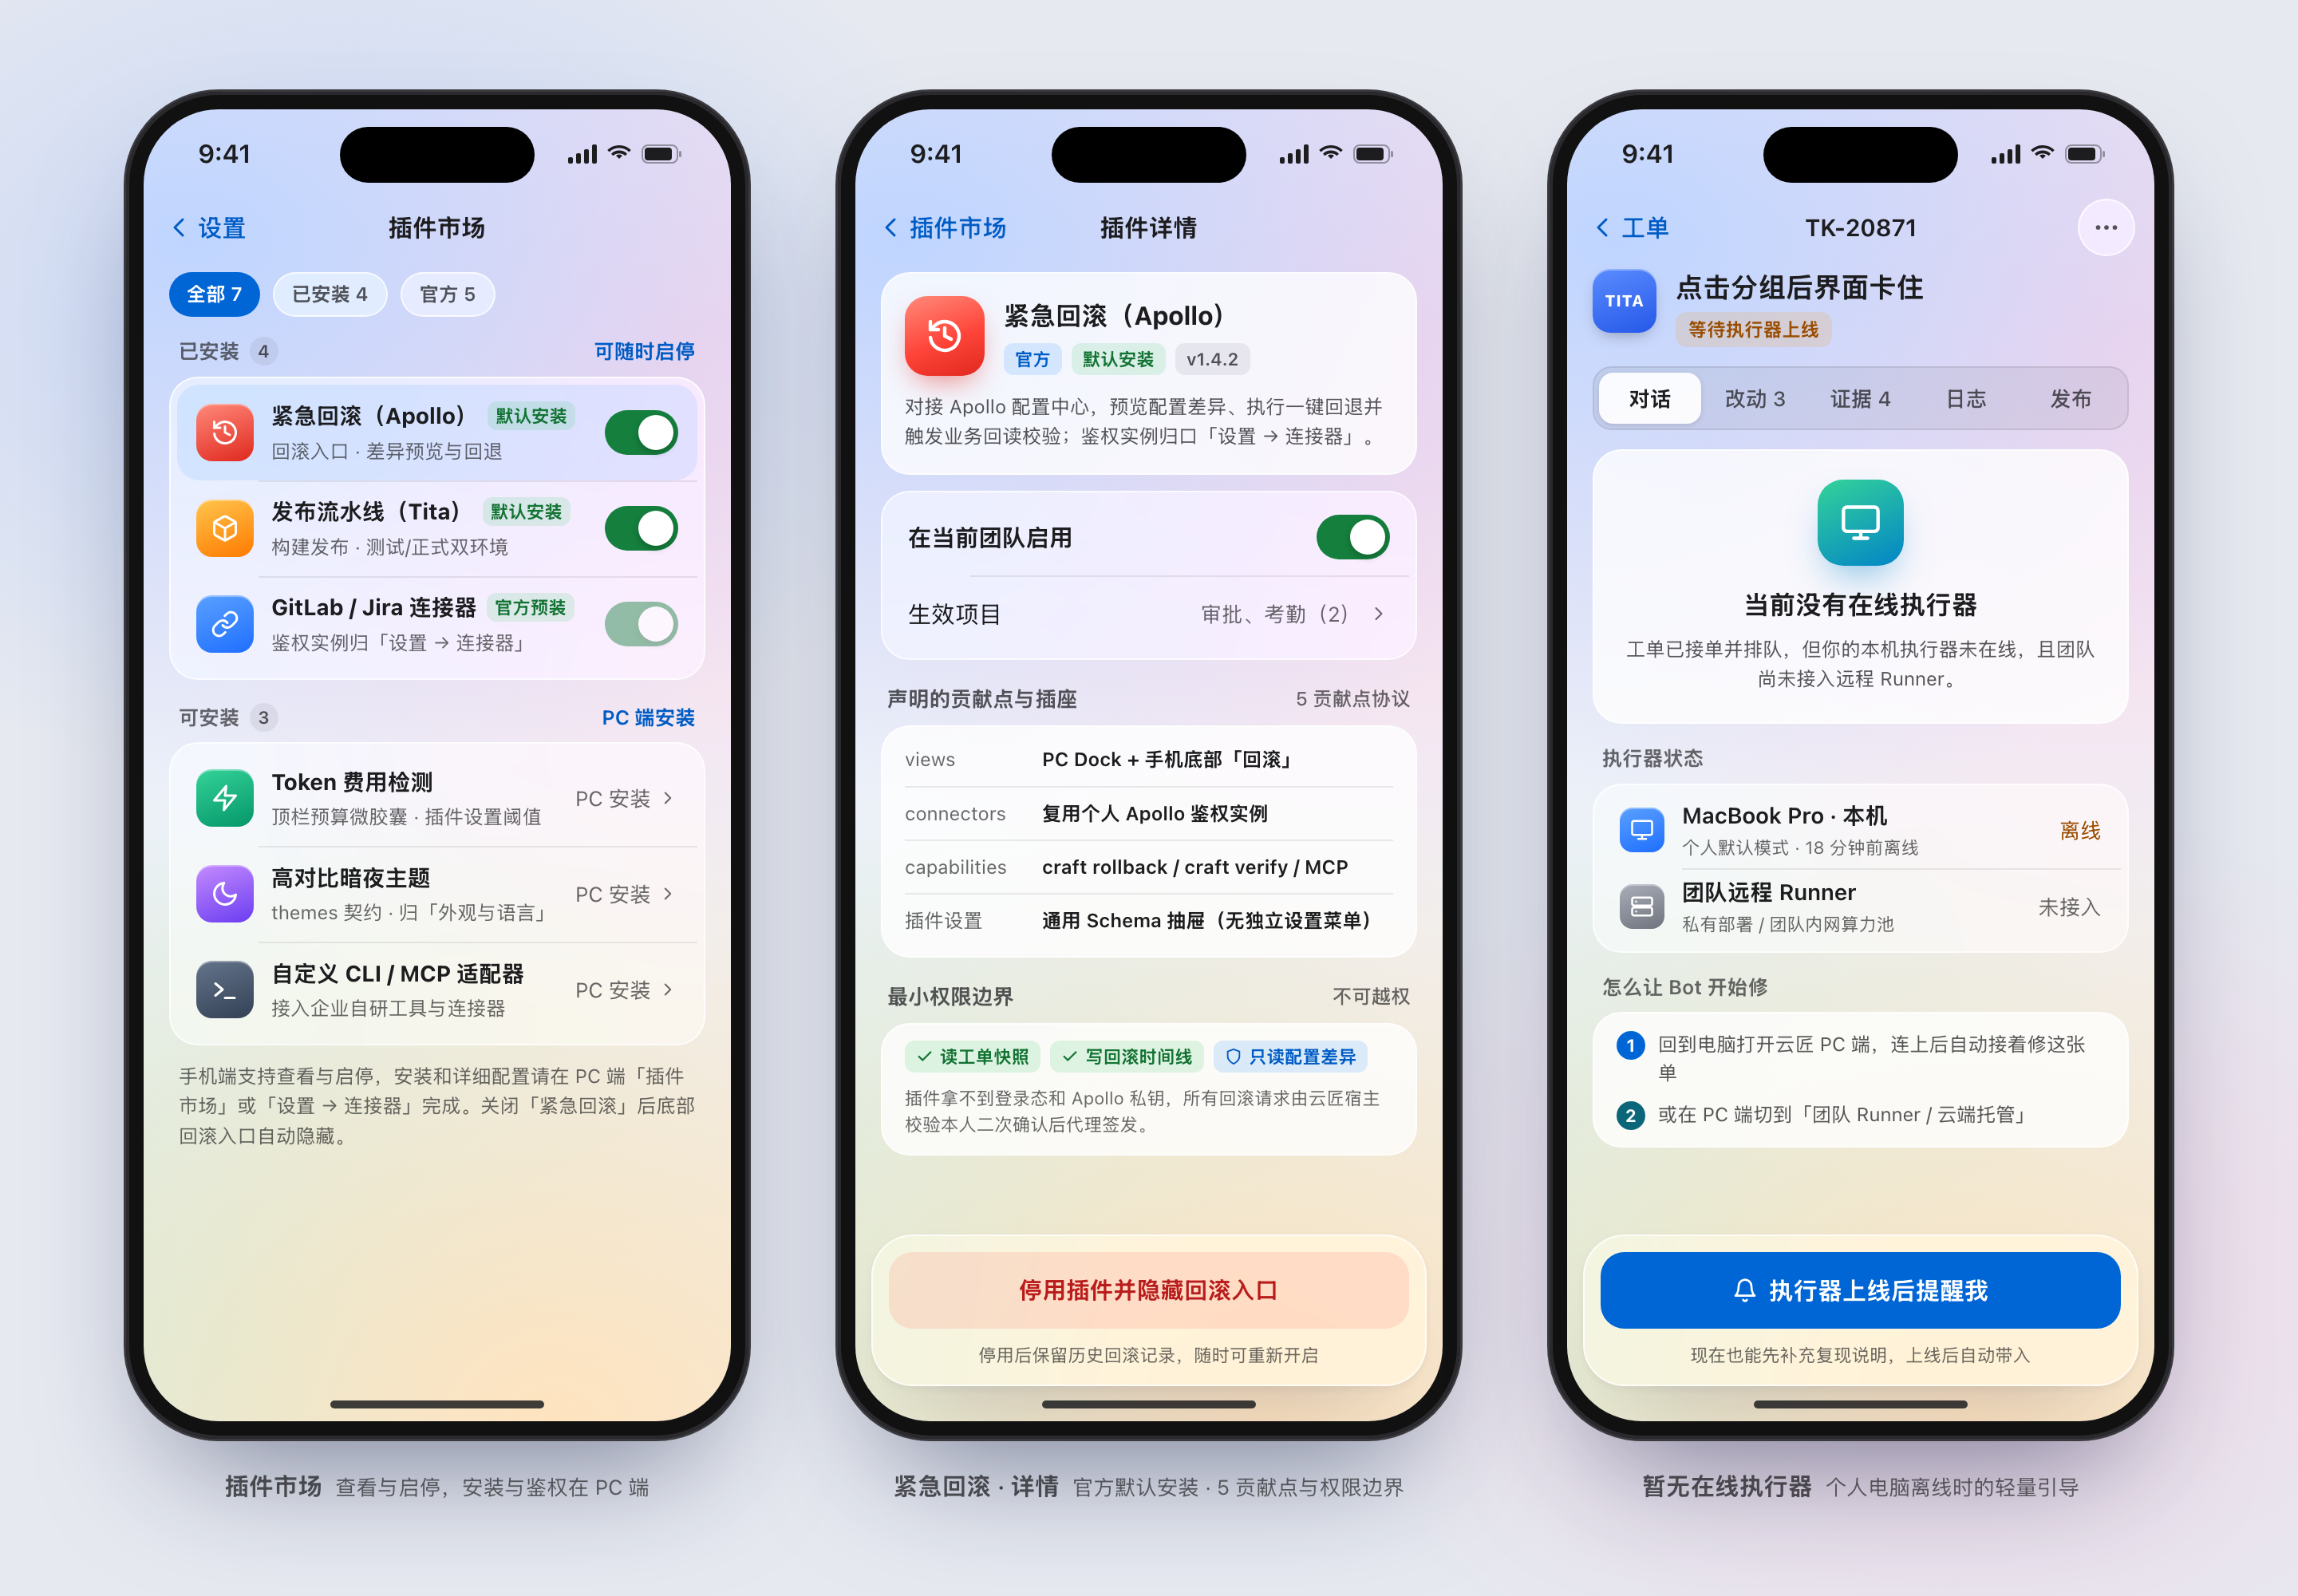 9:41
设置
插件市场
全部 7
已安装 4
官方 5
已安装 4
可随时启停
紧急回滚（Apollo）
默认安装
回滚入口 · 差异预览与回退
发布流水线（Tita）
默认安装
构建发布 · 测试/正式双环境
GitLab / Jira 连接器
官方预装
鉴权实例归「设置 → 连接器」
可安装 3
PC 端安装
Token 费用检测
顶栏预算微胶囊 · 插件设置阈值
PC 安装
高对比暗夜主题
themes 契约 · 归「外观与语言」
PC 安装
自定义 CLI / MCP 适配器
接入企业自研工具与连接器
PC 安装
手机端支持查看与启停，安装和详细配置请在 PC 端「插件
市场」或「设置 → 连接器」完成。关闭「紧急回滚」后底部
回滚入口自动隐藏。
插件市场 查看与启停，安装与鉴权在 PC 端
9:41
插件市场
插件详情
紧急回滚（Apollo）
官方
默认安装
v1.4.2
对接 Apollo 配置中心，预览配置差异、执行一键回退并
触发业务回读校验；鉴权实例归口「设置 → 连接器」。
在当前团队启用
生效项目
审批、考勤（2）
声明的贡献点与插座
5 贡献点协议
views
PC Dock + 手机底部「回滚」
connectors
复用个人 Apollo 鉴权实例
capabilities
craft rollback / craft verify / MCP
插件设置
通用 Schema 抽屉（无独立设置菜单）
最小权限边界
不可越权
读工单快照
写回滚时间线
只读配置差异
插件拿不到登录态和 Apollo 私钥，所有回滚请求由云匠宿主
校验本人二次确认后代理签发。
停用插件并隐藏回滚入口
停用后保留历史回滚记录，随时可重新开启
紧急回滚 · 详情 官方默认安装 · 5 贡献点与权限边界
9:41
工单
TK-20871
TITA
点击分组后界面卡住
等待执行器上线
对话
改动 3
证据 4
日志
发布
当前没有在线执行器
工单已接单并排队，但你的本机执行器未在线，且团队
尚未接入远程 Runner。
执行器状态
MacBook Pro · 本机
个人默认模式 · 18 分钟前离线
离线
团队远程 Runner
私有部署 / 团队内网算力池
未接入
怎么让 Bot 开始修
1 回到电脑打开云匠 PC 端，连上后自动接着修这张
单
2 或在 PC 端切到「团队 Runner / 云端托管」
执行器上线后提醒我
现在也能先补充复现说明，上线后自动带入
暂无在线执行器 个人电脑离线时的轻量引导